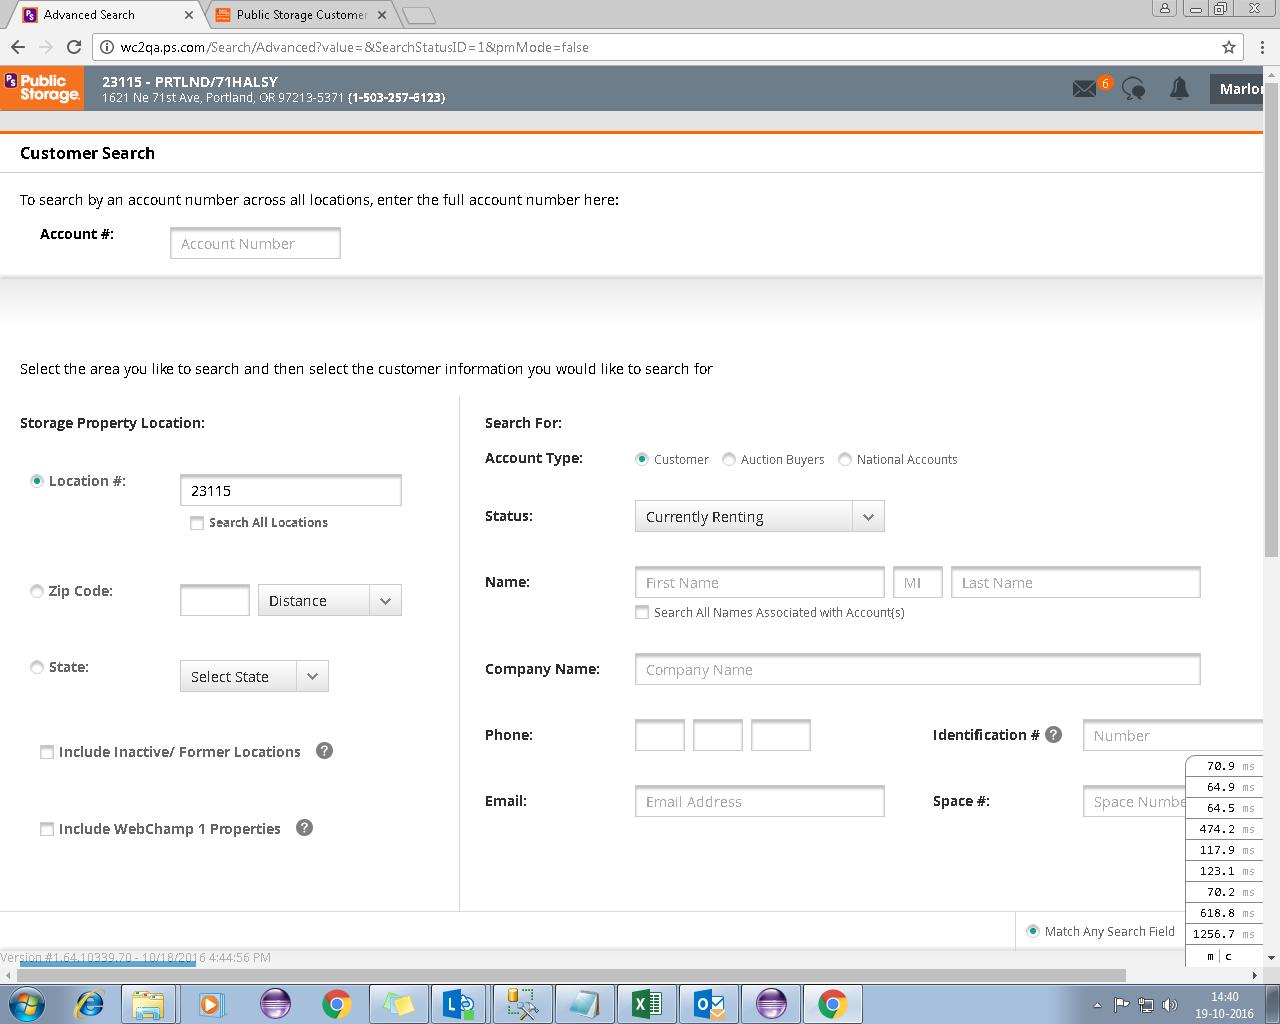 Advanced Search
Public Storage Customer
wc2qa.ps.com/Search/Advanced?value=&SearchStatusID=1&pmMode=false
PS Public Storage.
23115 - PRTLND/71HALSY
1621 Ne 71st Ave, Portland, OR 97213-5371 (1-503-257-6123)
6
Marlon
Customer Search
To search by an account number across all locations, enter the full account number here:
Account #: Account Number
Select the area you like to search and then select the customer information you would like to search for
Storage Property Location:
Location #: 23115
Search All Locations
Zip Code: Distance
State: Select State
Include Inactive/ Former Locations ?
Include WebChamp 1 Properties ?
Search For:
Account Type: Customer Auction Buyers National Accounts
Status: Currently Renting
Name: First Name MI Last Name
Search All Names Associated with Account(s)
Company Name: Company Name
Phone: Identification # ? Number
Email: Email Address Space #: Space Numbe
70.9 ms
64.9 ms
64.5 ms
474.2 ms
117.9 ms
123.1 ms
70.2 ms
618.8 ms
1256.7 ms
m | c
Match Any Search Field
Version #1.64.10339.70 - 10/18/2016 4:44:56 PM
14:40
19-10-2016